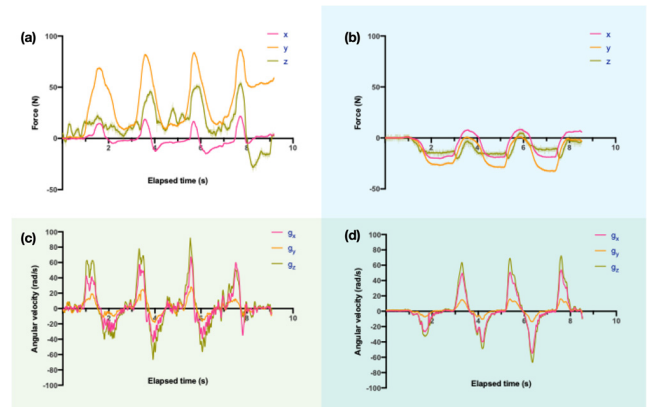 (a)
x
y
z
100
50
0
-50
2
4
6
8
10
Force (N)
Elapsed time (s)
(b)
x
y
z
100
50
0
-50
2
4
6
8
10
Force (N)
Elapsed time (s)
(c)
gx
gy
gz
100
80
60
40
20
0
-20
-40
-60
-80
-100
2
4
6
8
10
Angular velocity (rad/s)
Elapsed time (s)
(d)
gx
gy
gz
100
80
60
40
20
0
-20
-40
-60
-80
-100
2
4
6
8
10
Angular velocity (rad/s)
Elapsed time (s)